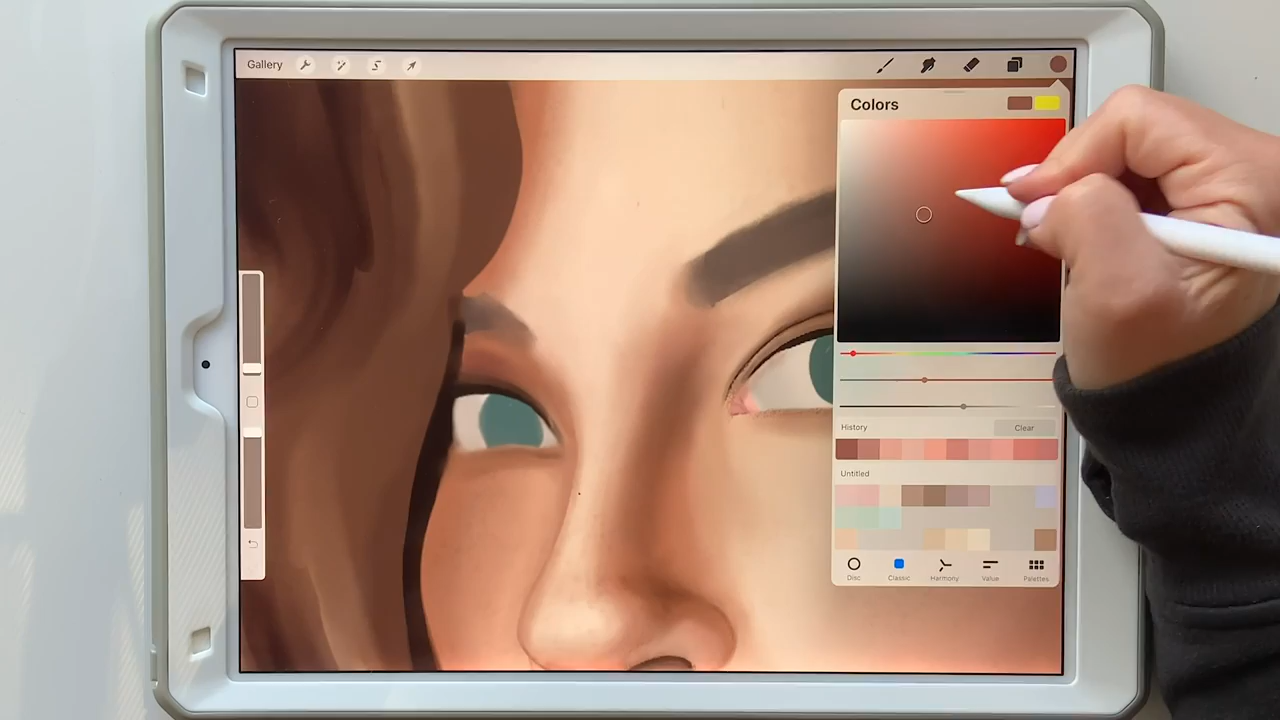 Gallery
Colors
History Clear
Untitled
Disc Classic Harmony Value Palettes